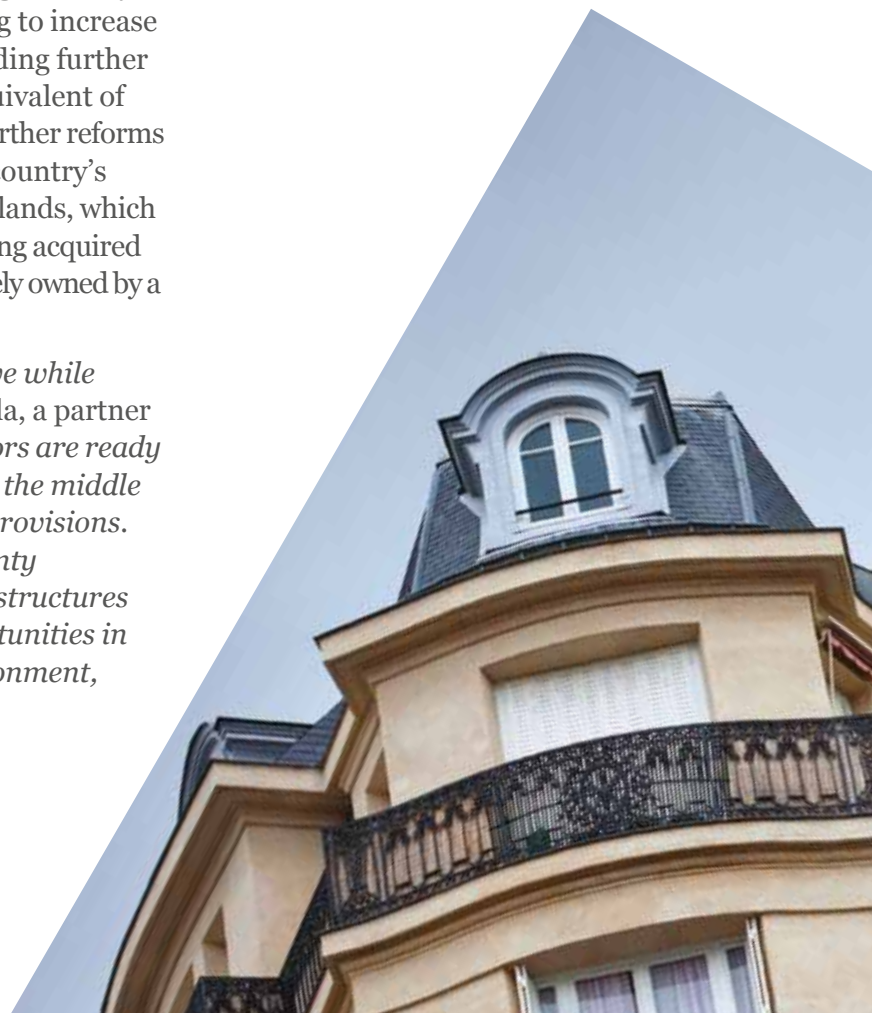 g to increase
ding further
uivalent of
rther reforms
ountry's
lands, which
ng acquired
ely owned by a
ve while
la, a partner
ors are ready
the middle
rovisions.
nty
structures
tunities in
onment,